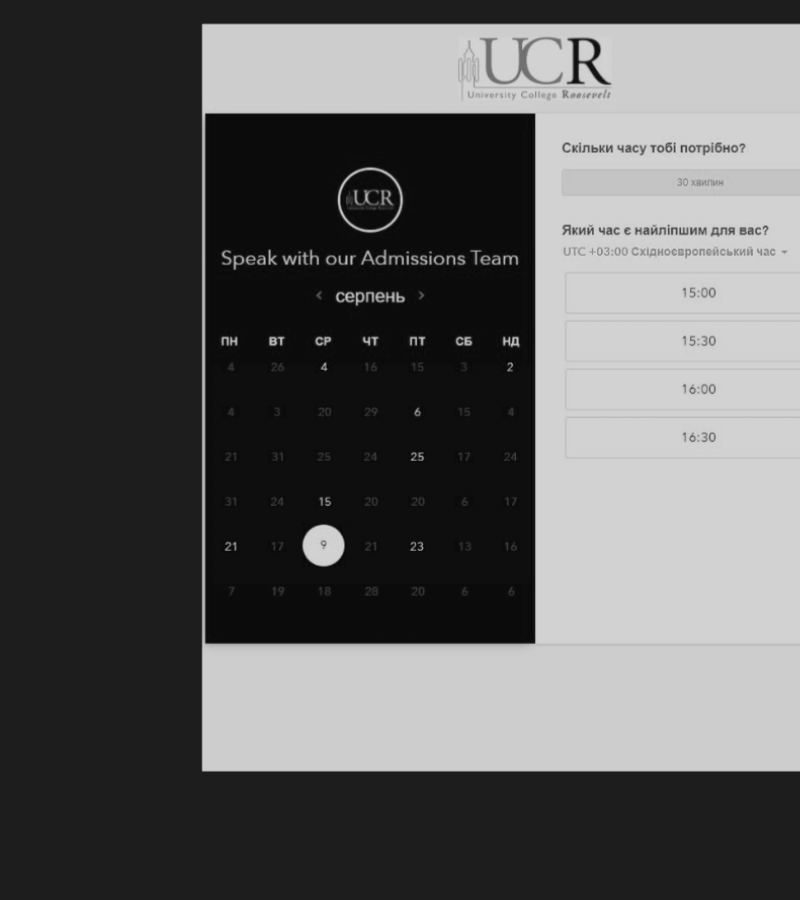 UCR
University College Roosevelt
UCR
Speak with our Admissions Team
< серпень >
ПН ВТ СР ЧТ ПТ СБ НД
4 26 4 16 15 3 2
4 3 20 29 6 15 4
21 31 25 24 25 17 24
31 24 15 20 20 6 17
21 17 9 21 23 13 16
7 19 18 28 20 6 6
Скільки часу тобі потрібно?
30 хвилин
Який час є найліпшим для вас?
UTC +03:00 Східноєвропейський час
15:00
15:30
16:00
16:30